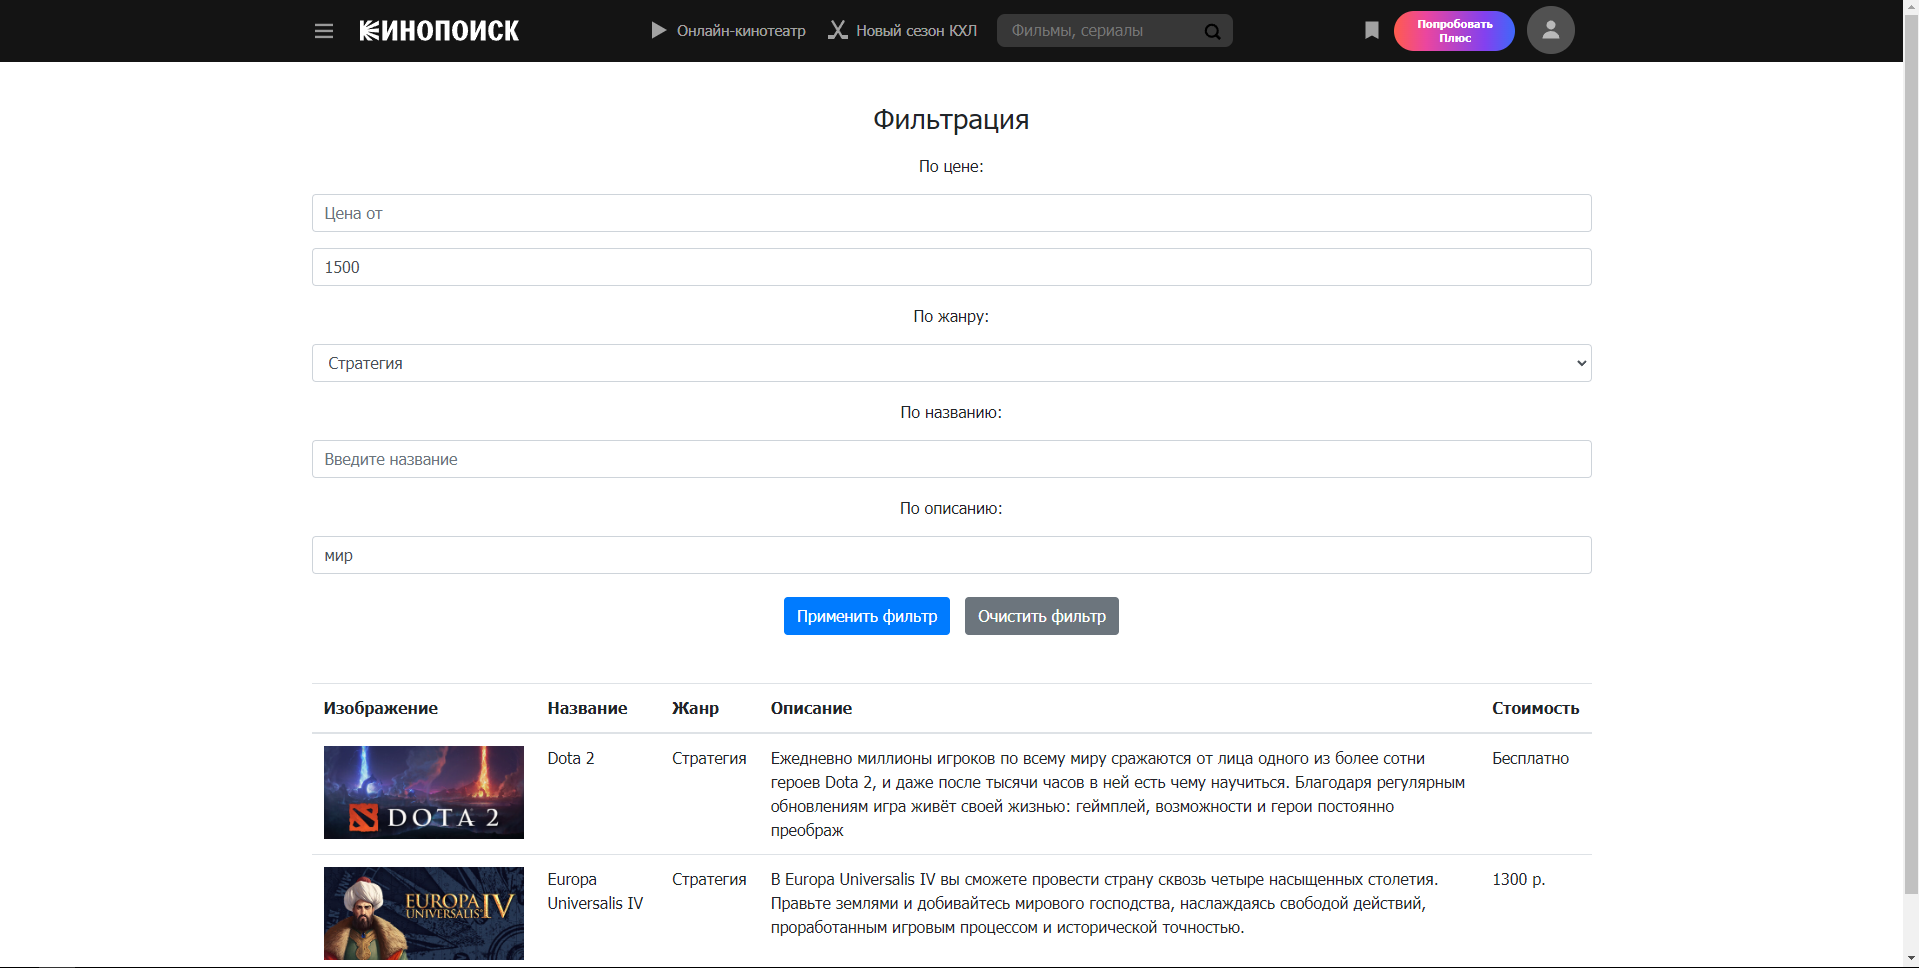 КИНОПОИСК
Онлайн-кинотеатр
Новый сезон КХЛ
Фильмы, сериалы
Попробовать
Плюс
Фильтрация
По цене:
Цена от
1500
По жанру:
Стратегия
По названию:
Введите название
По описанию:
мир
Применить фильтр
Очистить фильтр
Изображение Название Жанр Описание Стоимость
DOTA 2
Dota 2
Стратегия
Ежедневно миллионы игроков по всему миру сражаются от лица одного из более сотни
героев Dota 2, и даже после тысячи часов в ней есть чему научиться. Благодаря регулярным
обновлениям игра живёт своей жизнью: геймплей, возможности и герои постоянно
преображ
Бесплатно
EUROPA
UNIVERSALIS IV
Europa
Universalis IV
Стратегия
В Europa Universalis IV вы сможете провести страну сквозь четыре насыщенных столетия.
Правьте землями и добивайтесь мирового господства, наслаждаясь свободой действий,
проработанным игровым процессом и исторической точностью.
1300 р.